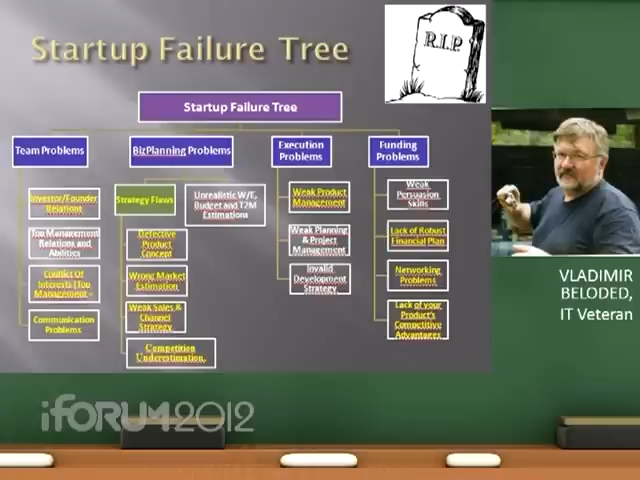 Startup Failure Tree
R.I.P.
Startup Failure Tree
Team Problems
BizPlanning Problems
Execution
Problems
Funding
Problems
Investor/Founder
Relations
Top Management
Relations and
Abilities
Conflict Of
Interests (Top
Management -
Communication
Problems
Strategy Flaws
Unrealistic W/E,
Budget and T2M
Estimations
Defective
Product
Concept
Wrong Market
Estimation
Weak Sales &
Channel
Strategy
Competition
Underestimation,
Weak Product
Management
Weak Planning
& Project
Management
Invalid
Development
Strategy
Weak
Persuasion
Skills
Lack of Robust
Financial Plan
Networking
Problems
Lack of your
Product's
Competitive
Advantages
VLADIMIR
BELODED,
IT Veteran
iFORUM2012